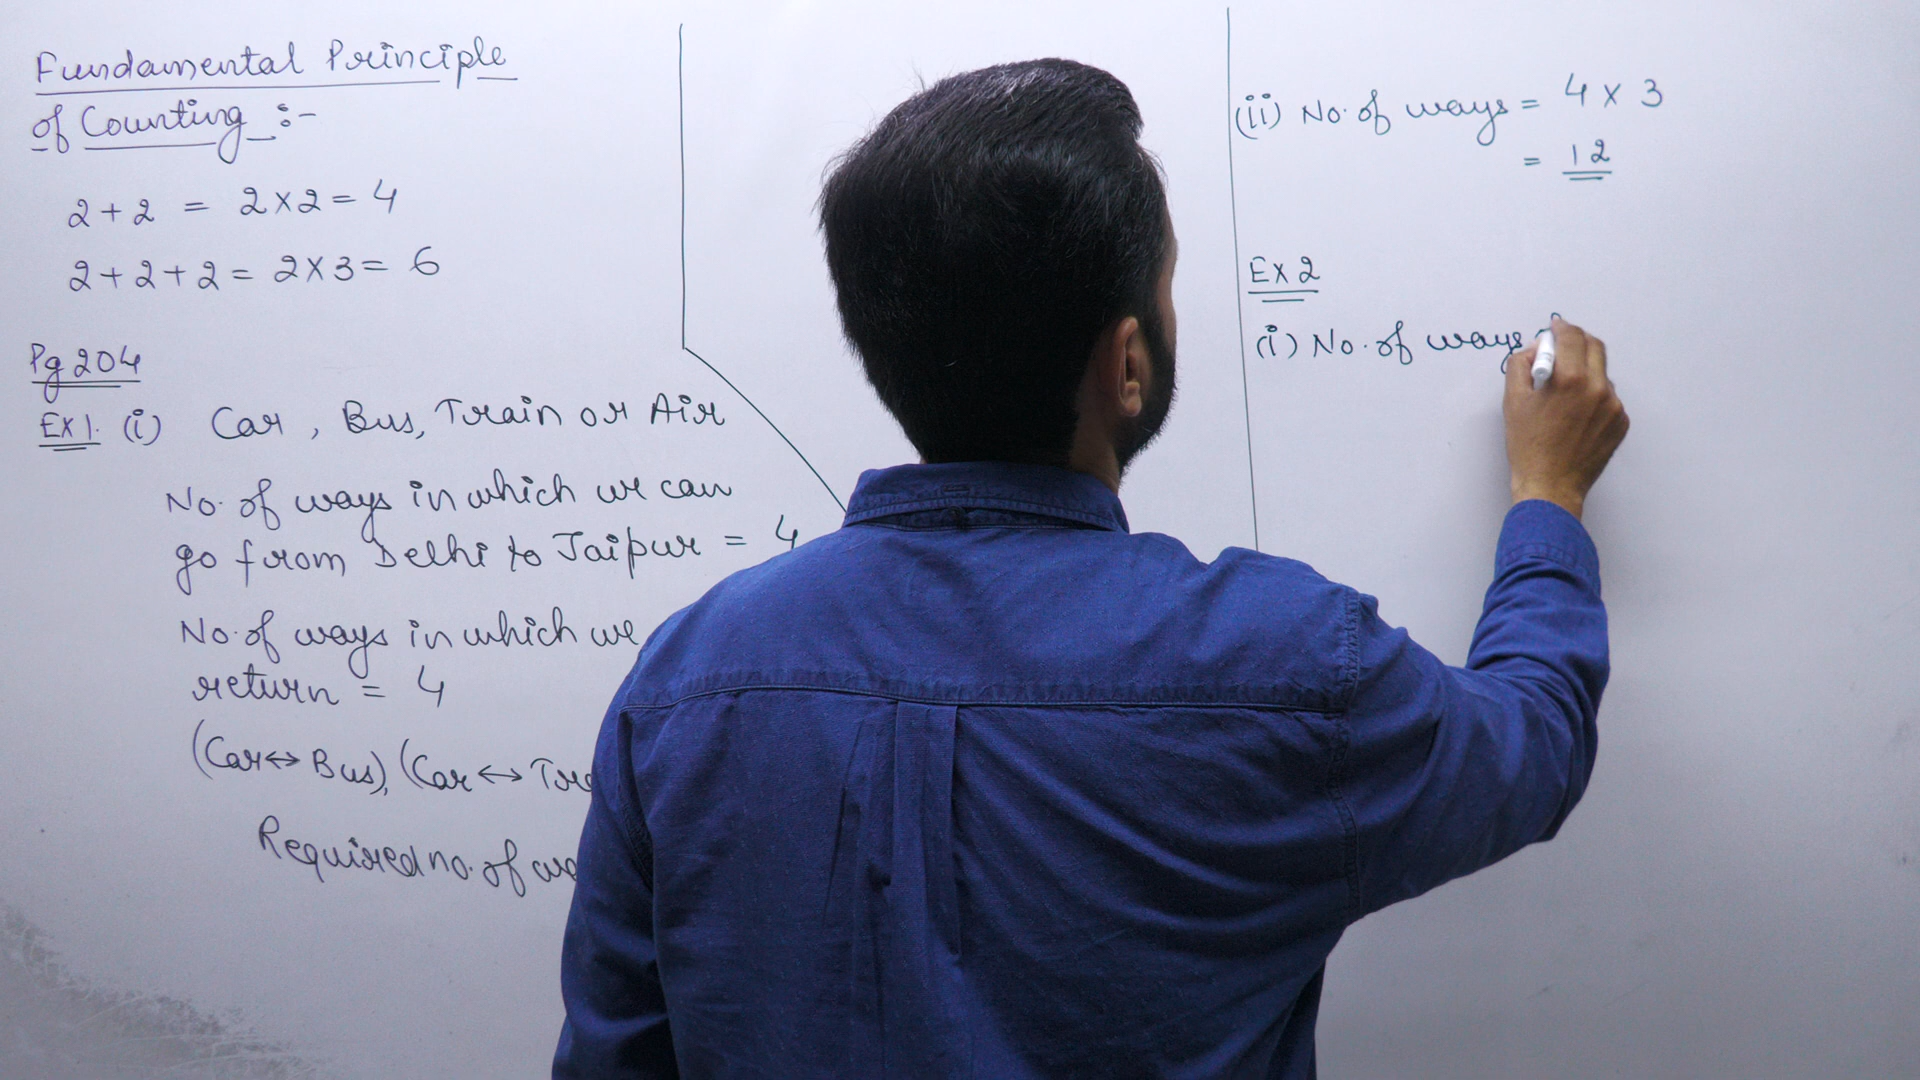 Fundamental Principle
of Counting :-
2 + 2 = 2 X 2 = 4
2 + 2 + 2 = 2 X 3 = 6
Pg 204
EX 1. (i) Car, Bus, Train or Air
No. of ways in which we can
go from Delhi to Jaipur = 4
No. of ways in which we
return = 4
(Car ↔ Bus), (Car ↔
Required no. of
(ii) No. of ways = 4 X 3
= 12
EX 2
(i) No. of ways